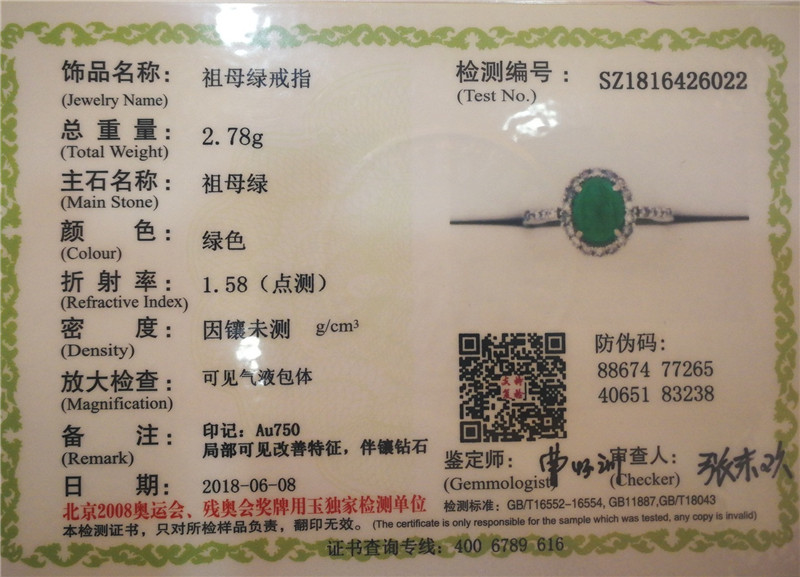 饰品名称： 祖母绿戒指
(Jewelry Name)
总重量： 2.78g
(Total Weight)
主石名称： 祖母绿
(Main Stone)
颜色： 绿色
(Colour)
折射率： 1.58（点测）
(Refractive Index)
密度： 因镶未测 g/cm³
(Density)
放大检查： 可见气液包体
(Magnification)
备注： 印记：Au750
局部可见改善特征，伴镶钻石
(Remark)
日期： 2018-06-08
北京2008奥运会、残奥会奖牌用玉独家检测单位
本检测证书，只对所检样品负责，翻印无效。(The certificate is only responsible for the sample which was tested, any copy is invalid)
证书查询专线：400 6789 616
检测编号： SZ1816426022
(Test No.)
防伪码：
88674 77265
40651 83238
鉴定师： 审查人：
(Gemmologist) (Checker)
检测标准：GB/T16552-16554, GB11887,GB/T18043